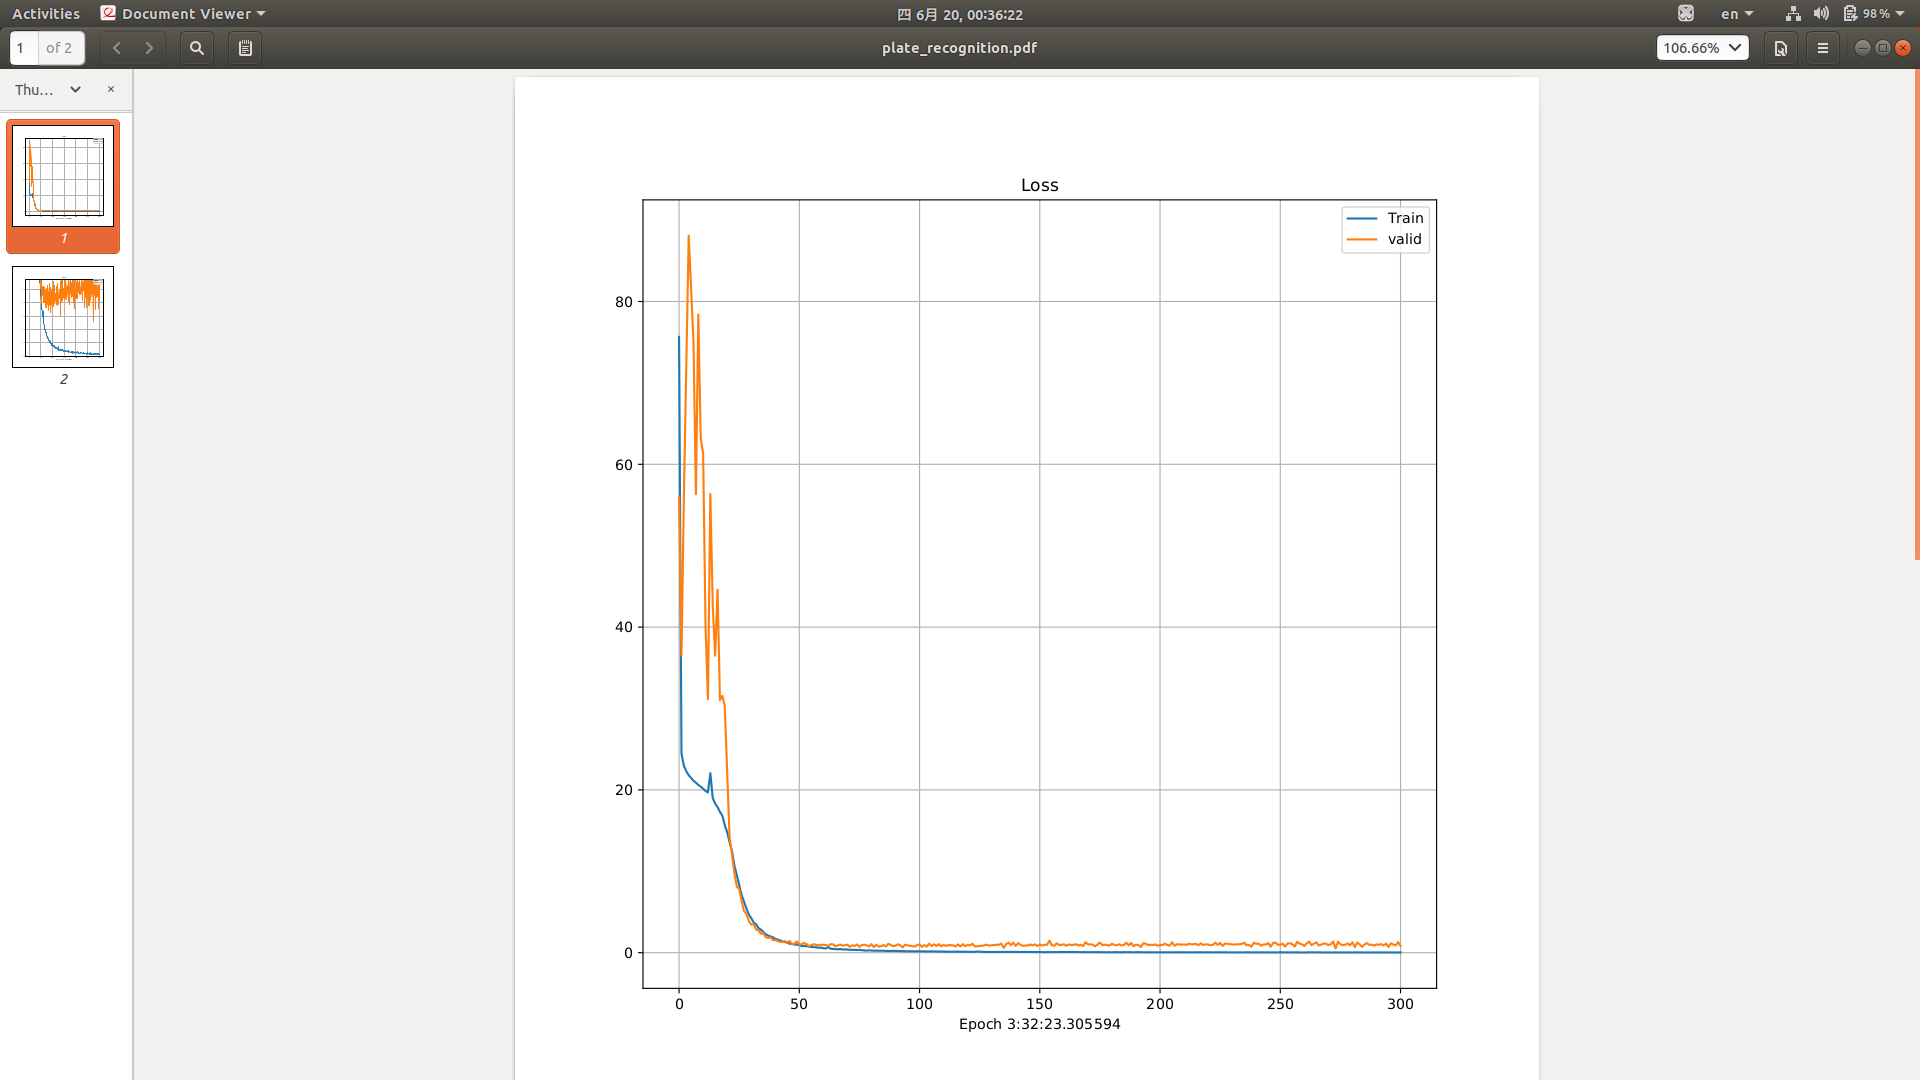 Activities Document Viewer 四 6月 20, 00:36:22 en 98%
1 of 2 plate_recognition.pdf 106.66%
Thu...
1
2
Loss
Train
valid
80
60
40
20
0
0 50 100 150 200 250 300
Epoch 3:32:23.305594